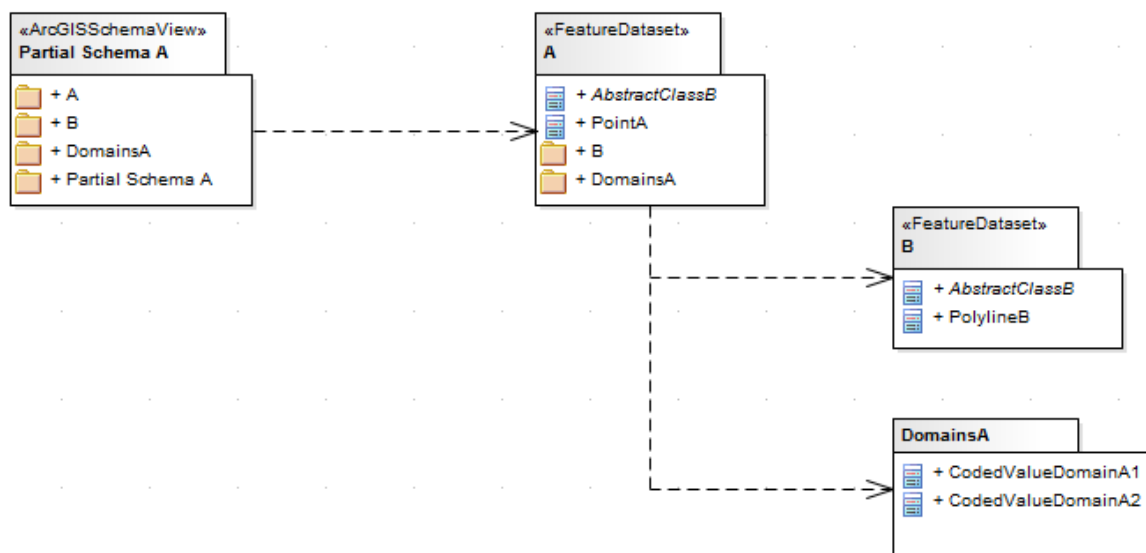 «ArcGISSchemaView»
Partial Schema A
+ A
+ B
+ DomainsA
+ Partial Schema A
«FeatureDataset»
A
+ AbstractClassB
+ PointA
+ B
+ DomainsA
«FeatureDataset»
B
+ AbstractClassB
+ PolylineB
DomainsA
+ CodedValueDomainA1
+ CodedValueDomainA2